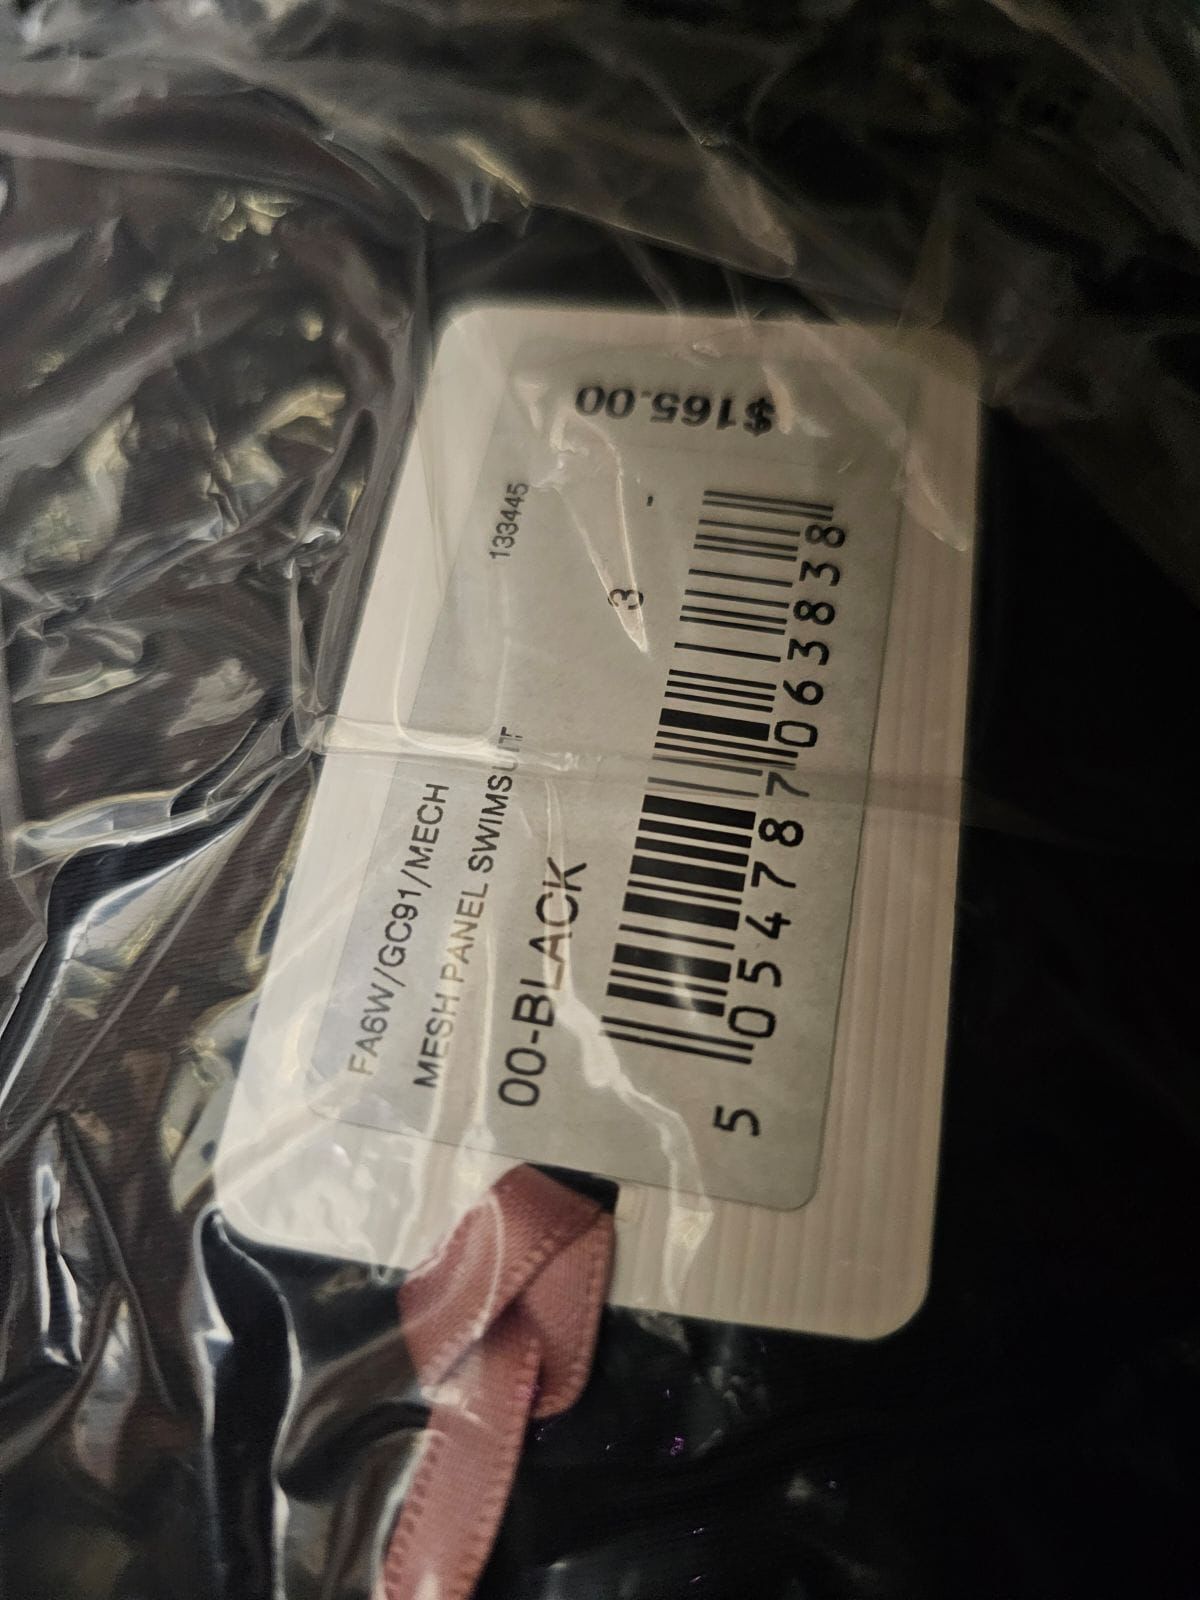 FA6W/GC91/MECH
MESH PANEL SWIMSUIT 133445
00-BLACK
3 -
5 054787 063838
$165.00